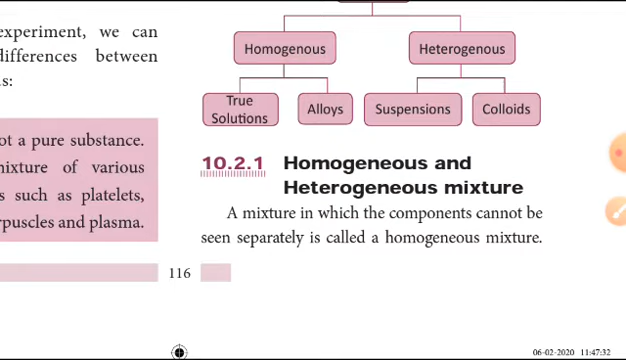 experiment, we can
differences between
us:
ot a pure substance.
mixture of various
s such as platelets,
rpuscles and plasma.
Homogenous
Heterogenous
True
Solutions
Alloys
Suspensions
Colloids
10.2.1 Homogeneous and
Heterogeneous mixture
A mixture in which the components cannot be
seen separately is called a homogeneous mixture.
116
06-02-2020 11:47:32